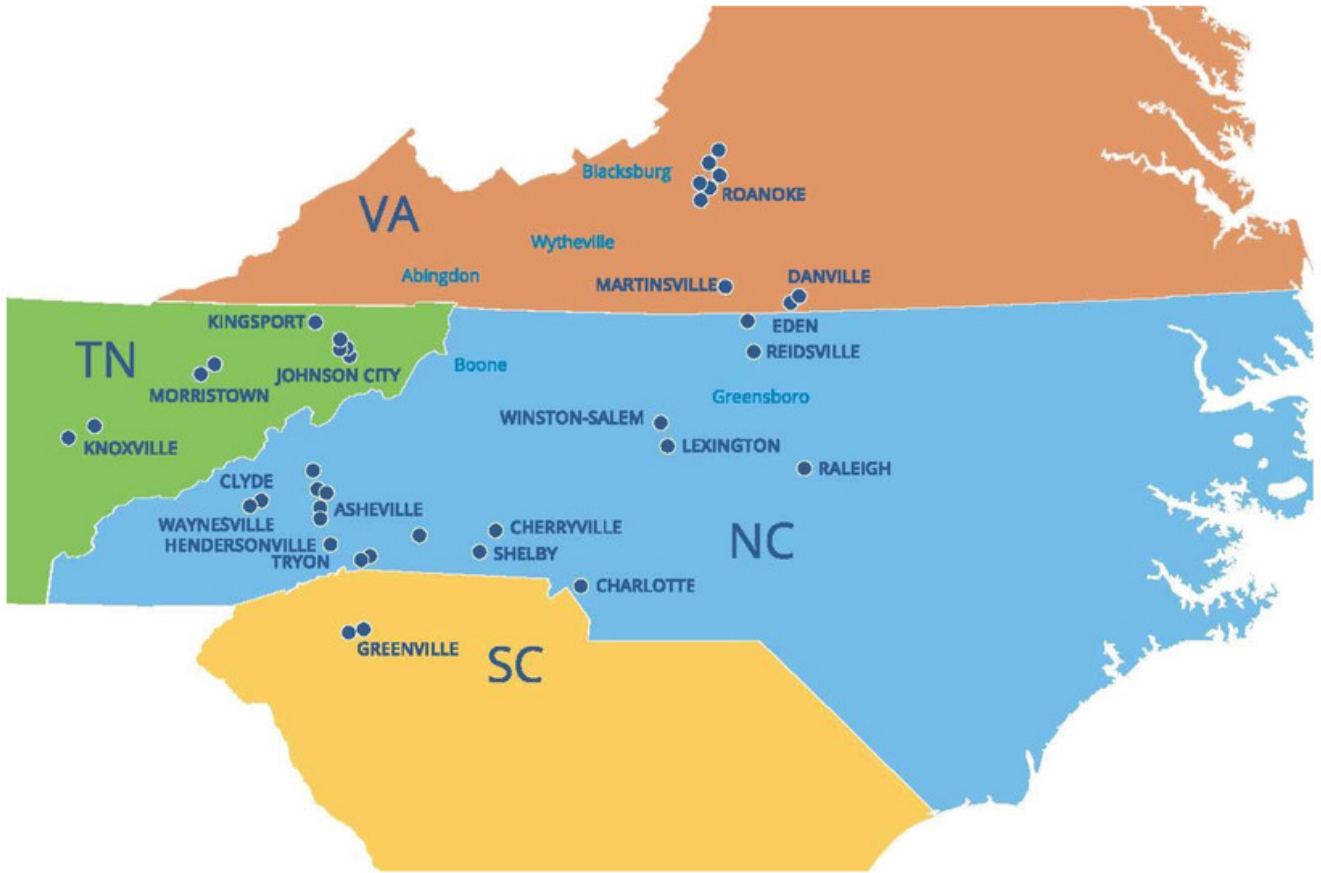 Blacksburg
ROANOKE
VA
Wytheville
Abingdon
MARTINSVILLE
DANVILLE
KINGSPORT
EDEN
TN
REIDSVILLE
JOHNSON CITY
Boone
MORRISTOWN
Greensboro
WINSTON-SALEM
KNOXVILLE
LEXINGTON
RALEIGH
CLYDE
ASHEVILLE
WAYNESVILLE
CHERRYVILLE
NC
HENDERSONVILLE
SHELBY
TRYON
CHARLOTTE
GREENVILLE
SC